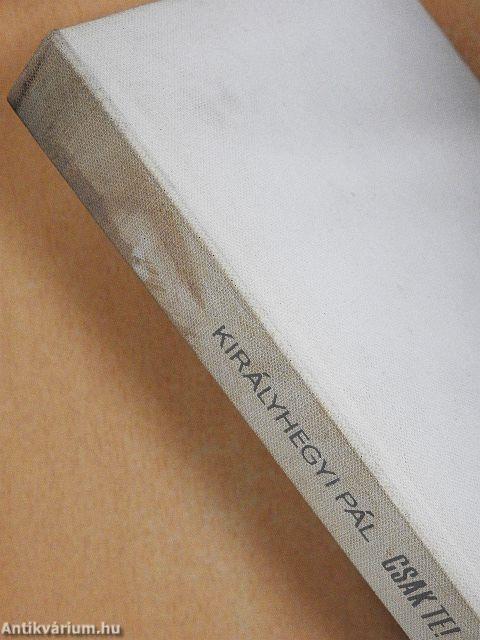 KIRÁLYHEGYI PÁL CSAK TE!
Antikvárium.hu